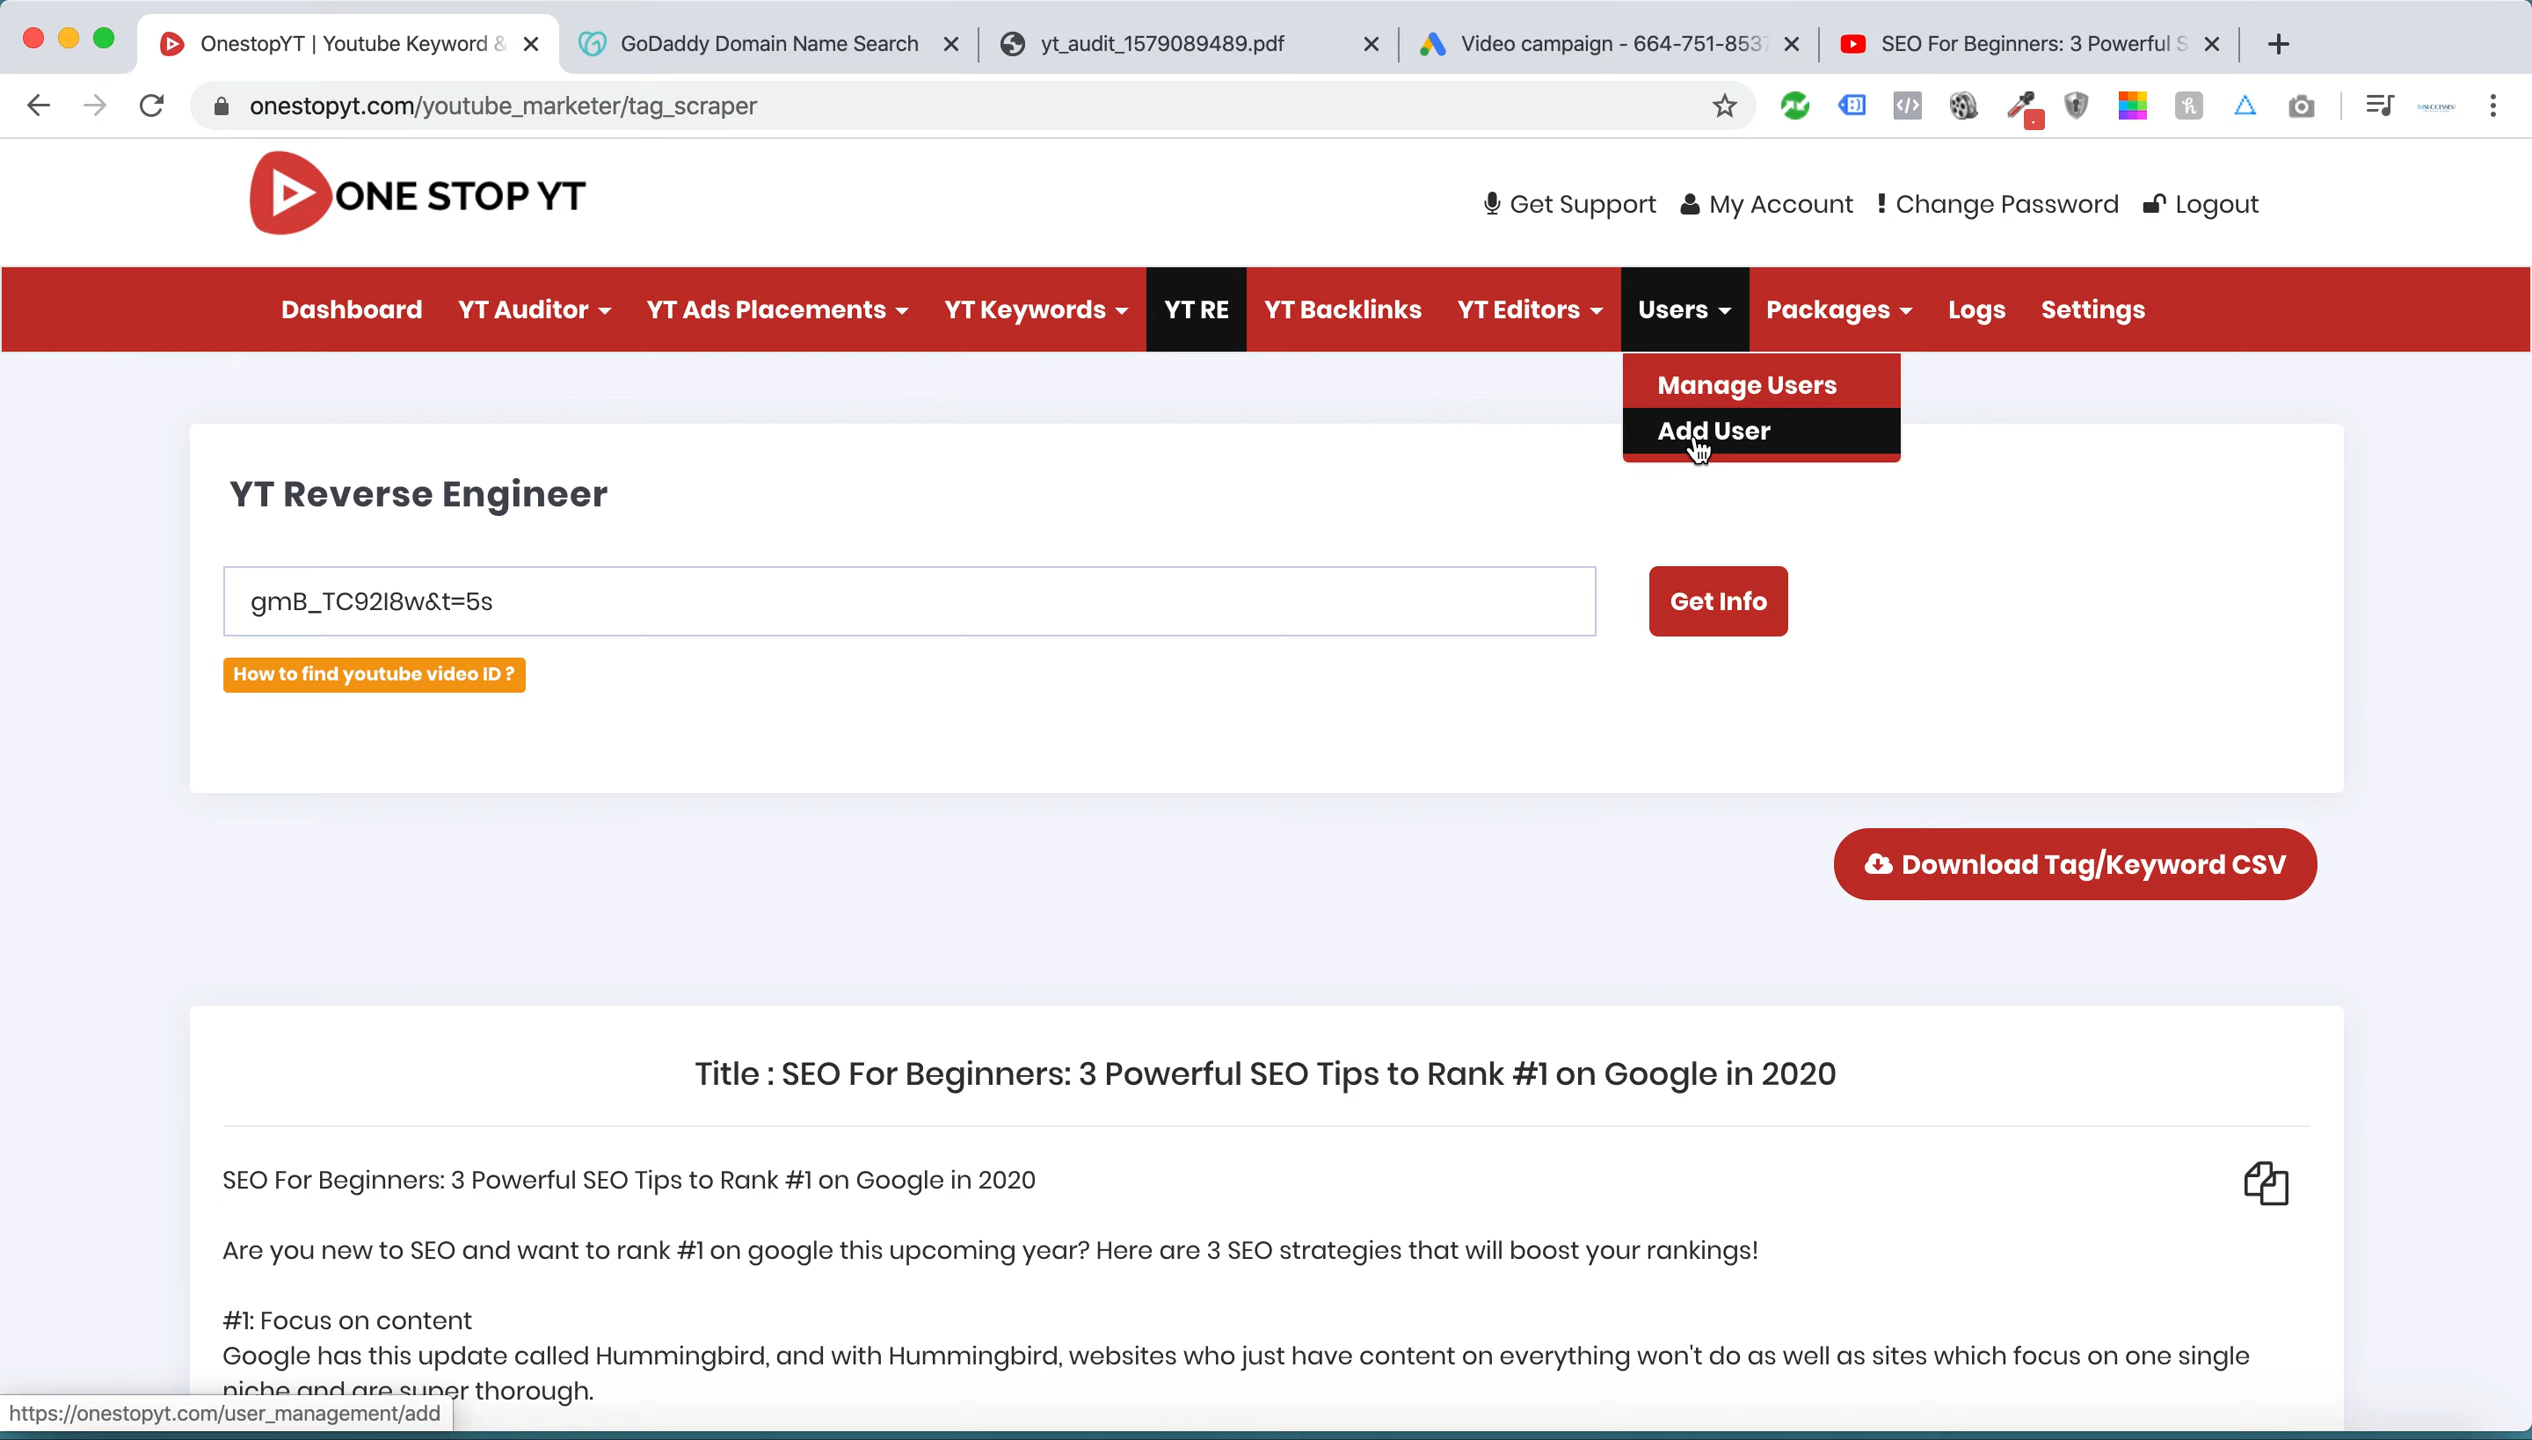 OnestopYT | Youtube Keyword &
GoDaddy Domain Name Search
yt_audit_1579089489.pdf
Video campaign - 664-751-8537
SEO For Beginners: 3 Powerful S
onestopyt.com/youtube_marketer/tag_scraper
ONE STOP YT
Get Support
My Account
Change Password
Logout
Dashboard
YT Auditor
YT Ads Placements
YT Keywords
YT RE
YT Backlinks
YT Editors
Users
Packages
Logs
Settings
Manage Users
Add User
YT Reverse Engineer
gmB_TC92I8w&t=5s
Get Info
How to find youtube video ID ?
Download Tag/Keyword CSV
Title : SEO For Beginners: 3 Powerful SEO Tips to Rank #1 on Google in 2020
SEO For Beginners: 3 Powerful SEO Tips to Rank #1 on Google in 2020
Are you new to SEO and want to rank #1 on google this upcoming year? Here are 3 SEO strategies that will boost your rankings!
#1: Focus on content
Google has this update called Hummingbird, and with Hummingbird, websites who just have content on everything won't do as well as sites which focus on one single
niche and are super thorough.
https://onestopyt.com/user_management/add